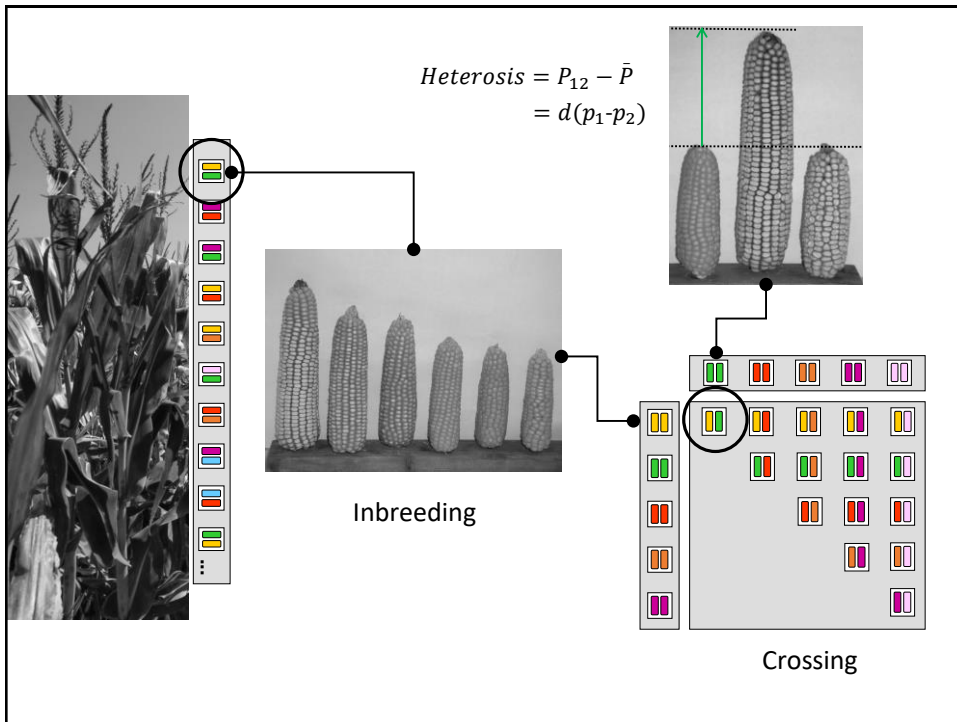 Heterosis = P₁₂ − P̄
= d(p₁-p₂)
...
Inbreeding
Crossing